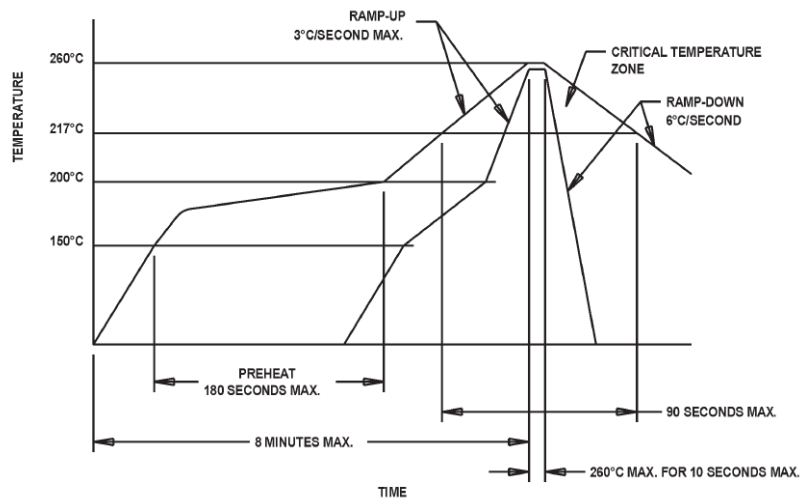 RAMP-UP
3°C/SECOND MAX.
260°C
CRITICAL TEMPERATURE
ZONE
RAMP-DOWN
6°C/SECOND
TEMPERATURE
217°C
200°C
150°C
PREHEAT
180 SECONDS MAX.
90 SECONDS MAX.
8 MINUTES MAX.
260°C MAX. FOR 10 SECONDS MAX.
TIME